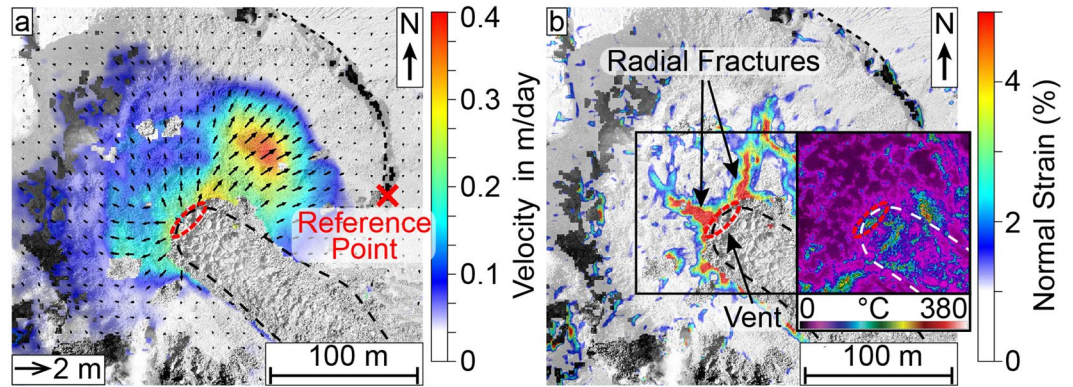 a
N
Reference
Point
2 m
100 m
0.4
0.3
0.2
0.1
0
Velocity in m/day
b
N
Radial Fractures
Vent
0 °C 380
100 m
4
2
0
Normal Strain (%)